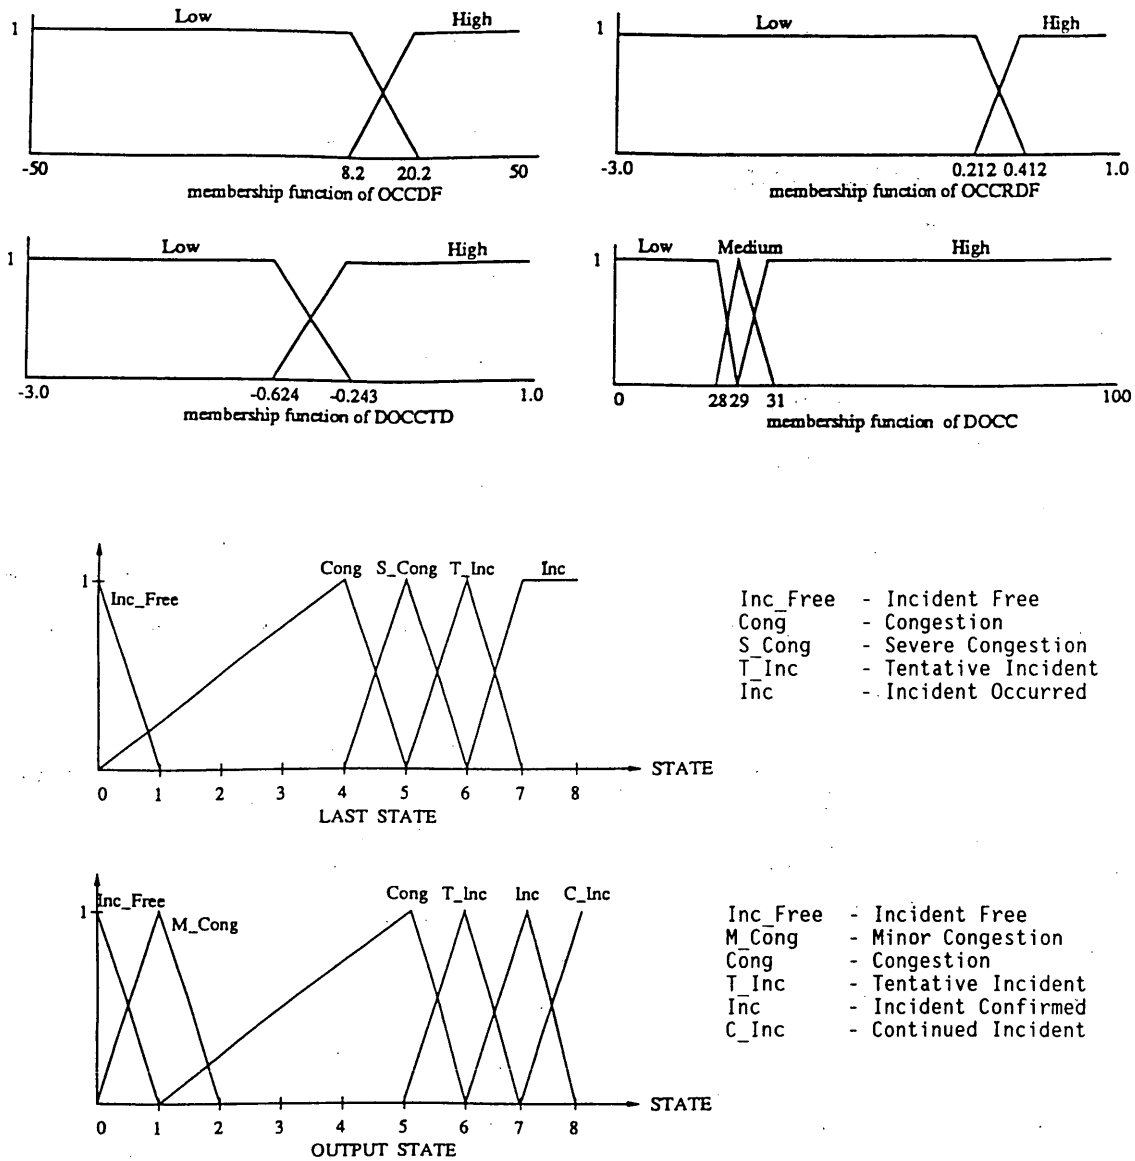 Low High
1
-50 8.2 20.2 50
membership function of OCCDF
Low High
1
-3.0 0.212 0.412 1.0
membership function of OCCRDF
Low High
1
-3.0 -0.624 -0.243 1.0
membership function of DOCCTD
Low Medium High
1
0 28 29 31 100
membership function of DOCC
Cong S_Cong T_Inc Inc
1
Inc_Free
STATE
0 1 2 3 4 5 6 7 8
LAST STATE
Inc_Free - Incident Free
Cong - Congestion
S_Cong - Severe Congestion
T_Inc - Tentative Incident
Inc - Incident Occurred
Inc_Free Cong T_Inc Inc C_Inc
1
M_Cong
STATE
0 1 2 3 4 5 6 7 8
OUTPUT STATE
Inc_Free - Incident Free
M_Cong - Minor Congestion
Cong - Congestion
T_Inc - Tentative Incident
Inc - Incident Confirmed
C_Inc - Continued Incident